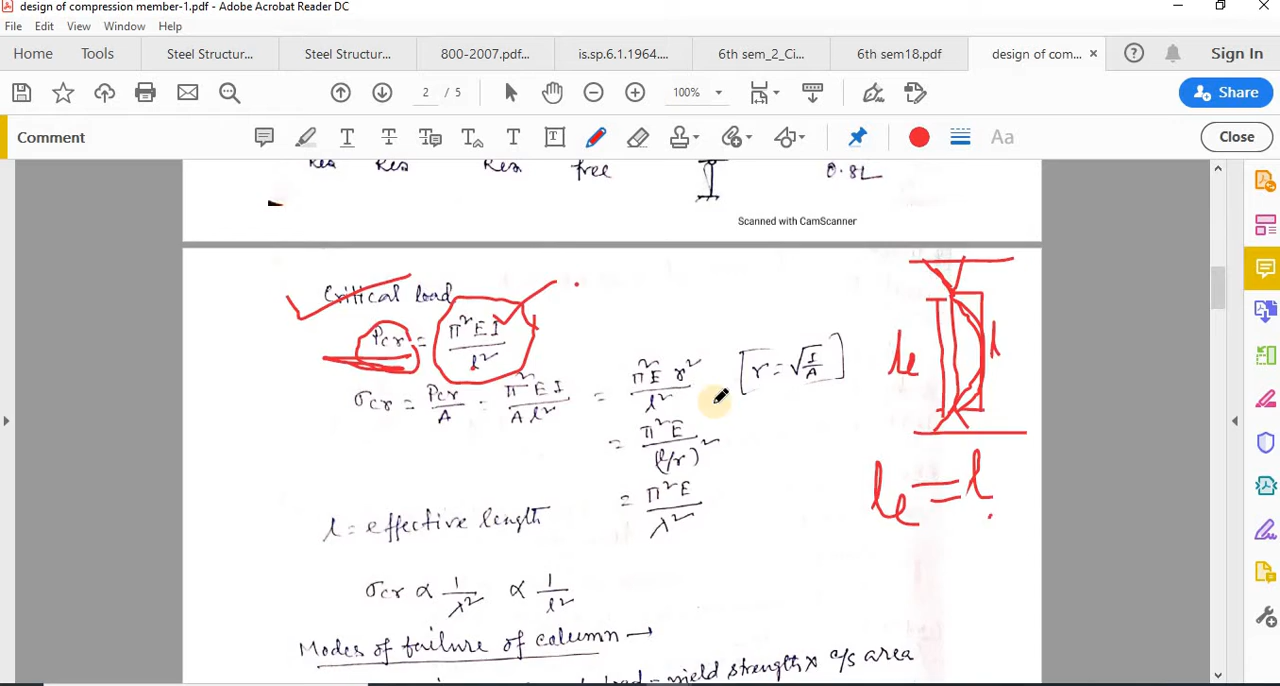 design of compression member-1.pdf - Adobe Acrobat Reader DC
File Edit View Window Help
Home Tools Steel Structur... Steel Structur... 800-2007.pdf... is.sp.6.1.1964.... 6th sem_2_Ci... 6th sem18.pdf design of com... × Sign In
2 / 5 100% Share
Comment Aa Close
free 0.8L
Scanned with CamScanner
Critical load
Pcr = π²EI / l²
σcr = Pcr / A = π²EI / Al² = π²E r² / l² [r = √(I/A)]
le l
= π²E / (l/r)²
le = l
= π²E / λ²
l = effective length
σcr ∝ 1/λ² ∝ 1/l²
Modes of failure of column →
yield strength × c/s area